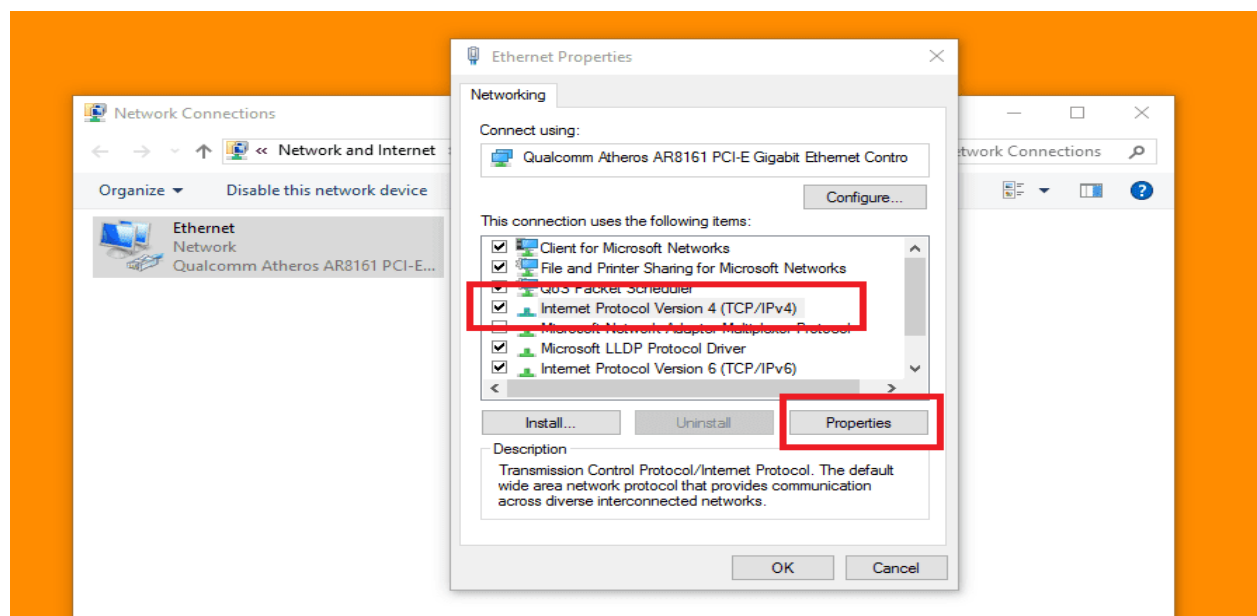 Ethernet Properties
Networking
Connect using:
Qualcomm Atheros AR8161 PCI-E Gigabit Ethernet Contro
Configure...
This connection uses the following items:
Client for Microsoft Networks
File and Printer Sharing for Microsoft Networks
QoS Packet Scheduler
Internet Protocol Version 4 (TCP/IPv4)
Microsoft Network Adapter Multiplexor Protocol
Microsoft LLDP Protocol Driver
Internet Protocol Version 6 (TCP/IPv6)
Install...
Uninstall
Properties
Description
Transmission Control Protocol/Internet Protocol. The default
wide area network protocol that provides communication
across diverse interconnected networks.
OK
Cancel
Network Connections
« Network and Internet
Connections
Organize
Disable this network device
Ethernet
Network
Qualcomm Atheros AR8161 PCI-E...